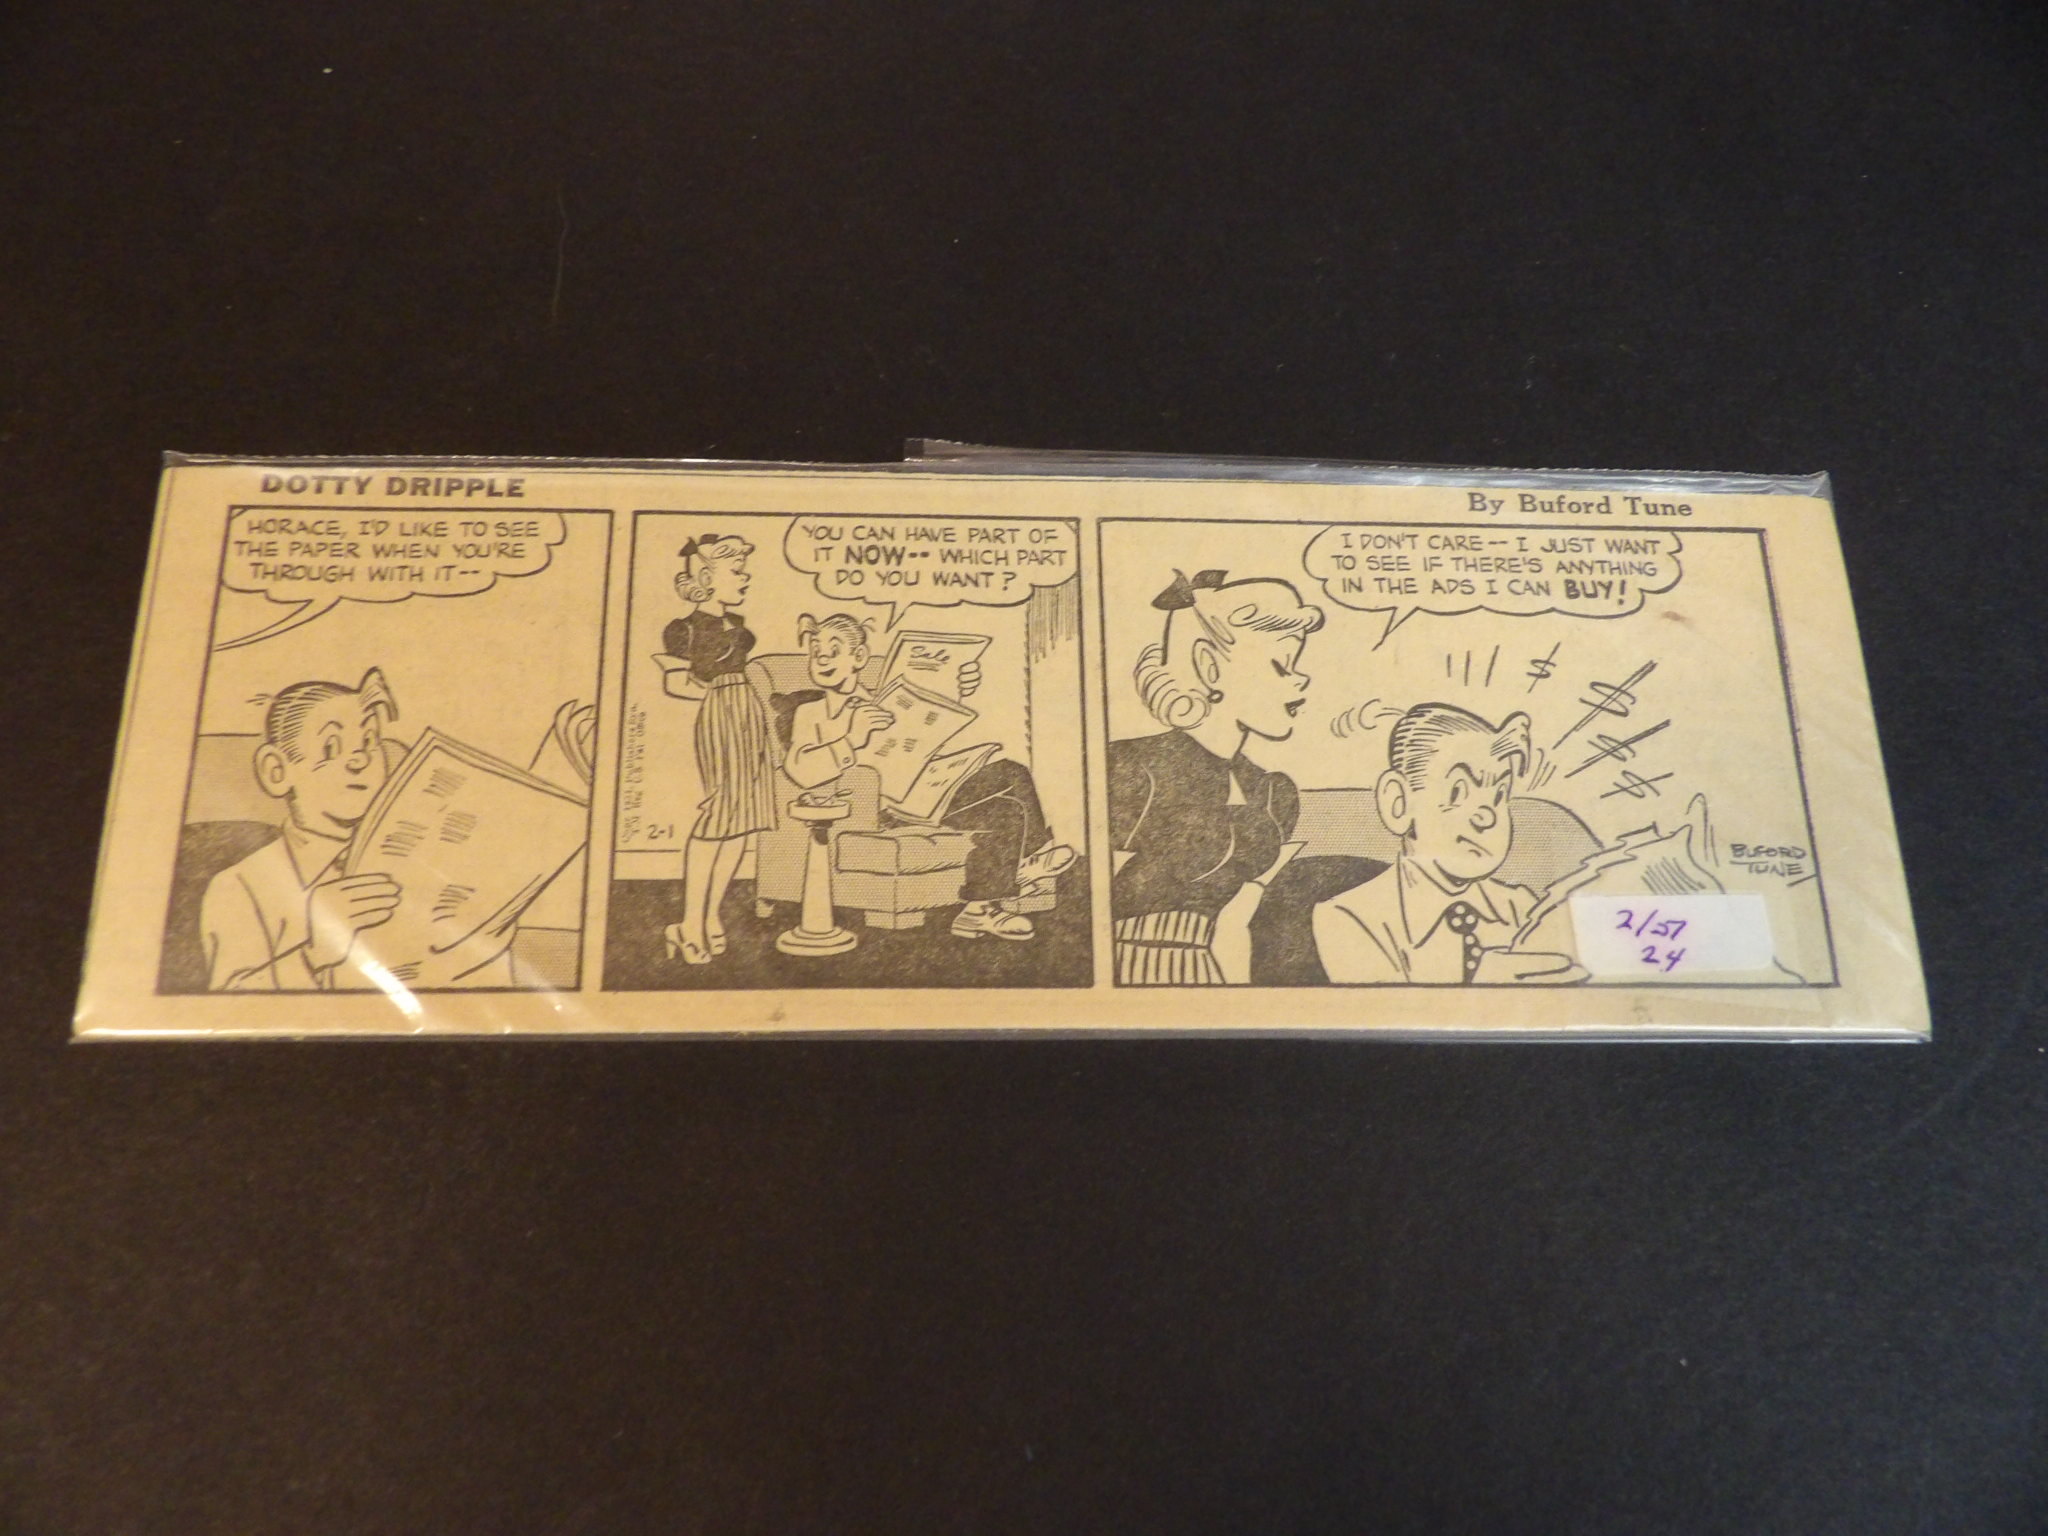 DOTTY DRIPPLE
By Buford Tune
HORACE, I'D LIKE TO SEE
THE PAPER WHEN YOU'RE
THROUGH WITH IT--
YOU CAN HAVE PART OF
IT NOW-- WHICH PART
DO YOU WANT?
Sale
2-1
I DON'T CARE-- I JUST WANT
TO SEE IF THERE'S ANYTHING
IN THE ADS I CAN BUY!
$
$
$
$
BUFORD
TUNE
2/51
24